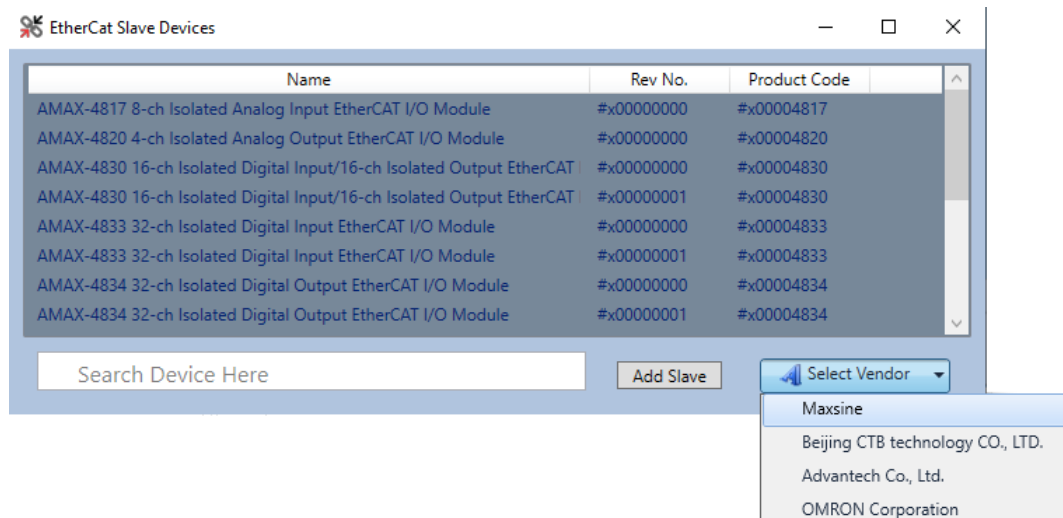 EtherCat Slave Devices
Name Rev No. Product Code
AMAX-4817 8-ch Isolated Analog Input EtherCAT I/O Module #x00000000 #x00004817
AMAX-4820 4-ch Isolated Analog Output EtherCAT I/O Module #x00000000 #x00004820
AMAX-4830 16-ch Isolated Digital Input/16-ch Isolated Output EtherCAT #x00000000 #x00004830
AMAX-4830 16-ch Isolated Digital Input/16-ch Isolated Output EtherCAT #x00000001 #x00004830
AMAX-4833 32-ch Isolated Digital Input EtherCAT I/O Module #x00000000 #x00004833
AMAX-4833 32-ch Isolated Digital Input EtherCAT I/O Module #x00000001 #x00004833
AMAX-4834 32-ch Isolated Digital Output EtherCAT I/O Module #x00000000 #x00004834
AMAX-4834 32-ch Isolated Digital Output EtherCAT I/O Module #x00000001 #x00004834
Search Device Here Add Slave Select Vendor
Maxsine
Beijing CTB technology CO., LTD.
Advantech Co., Ltd.
OMRON Corporation